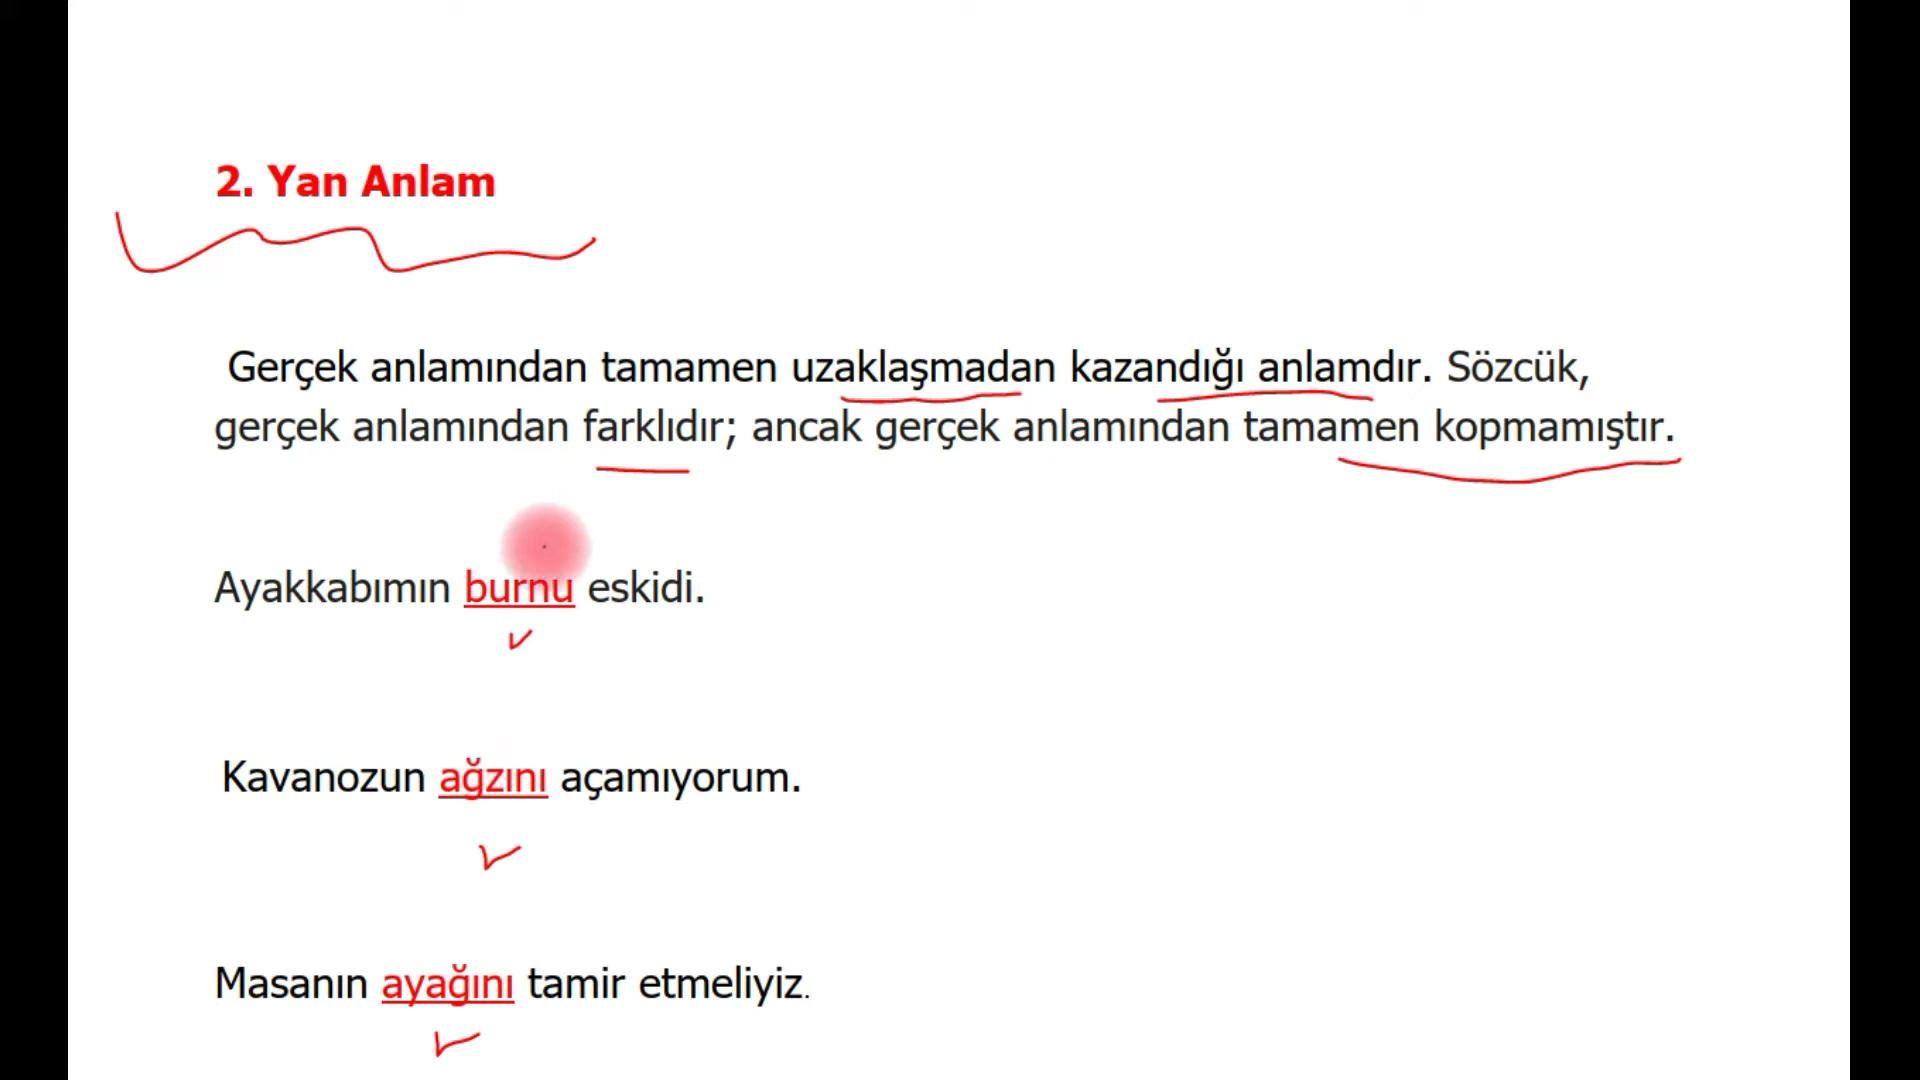 2. Yan Anlam
Gerçek anlamından tamamen uzaklaşmadan kazandığı anlamdır. Sözcük,
gerçek anlamından farklıdır; ancak gerçek anlamından tamamen kopmamıştır.
Ayakkabımın burnu eskidi.
Kavanozun ağzını açamıyorum.
Masanın ayağını tamir etmeliyiz.